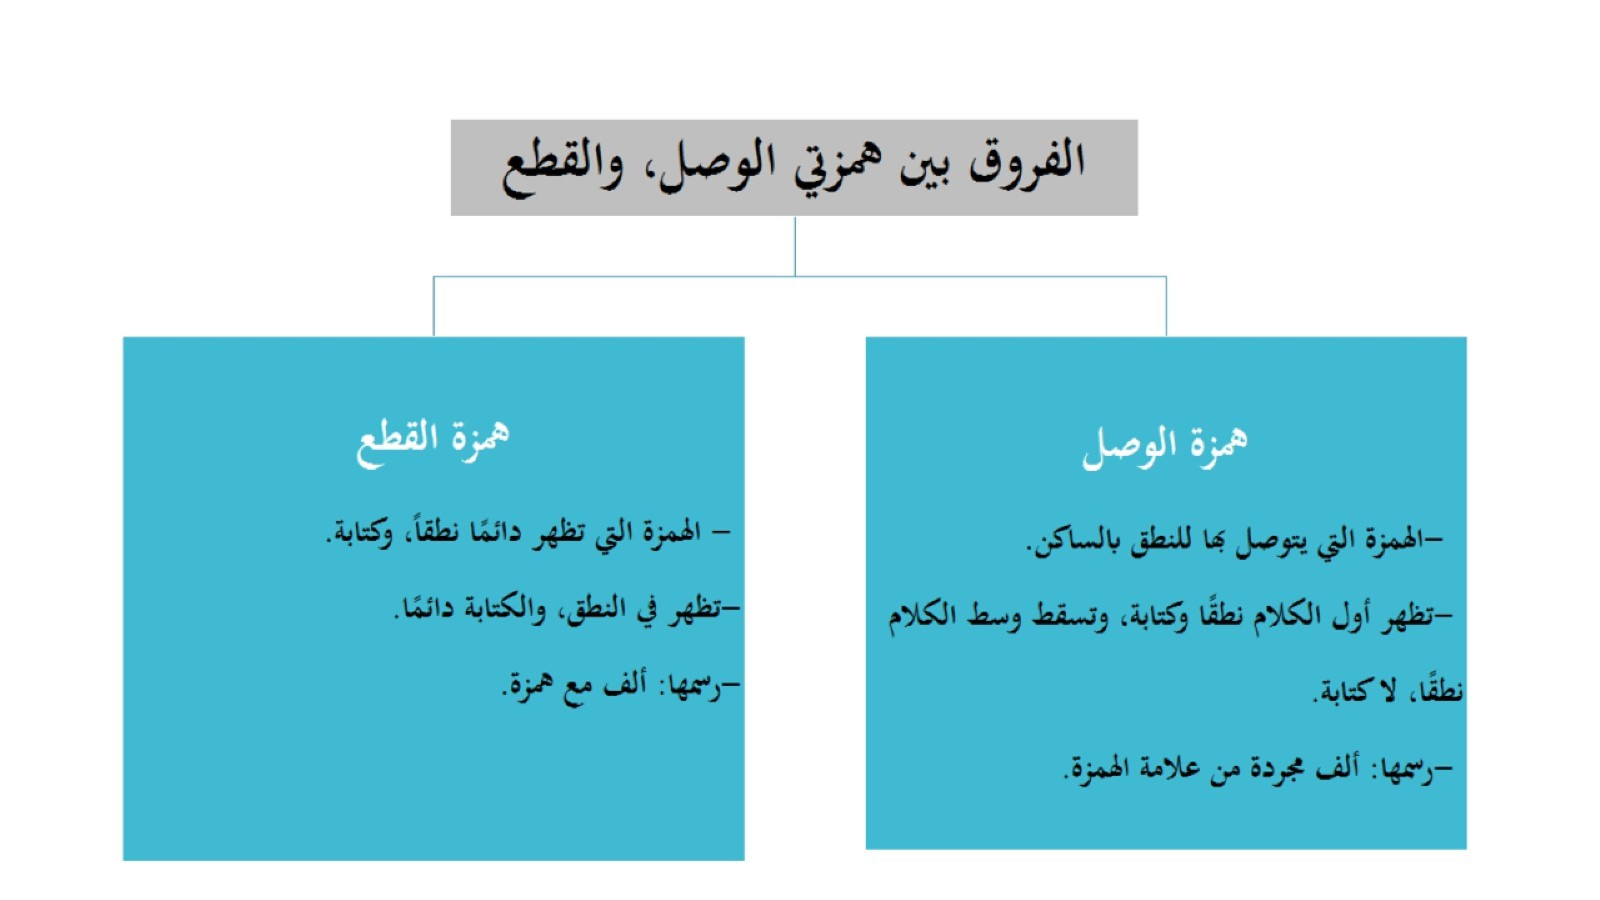 الفروق بين همزتي الوصل، والقطع
همزة الوصل
–الهمزة التي يتوصل بها للنطق بالساكن.
–تظهر أول الكلام نطقًا وكتابة، وتسقط وسط الكلام
نطقًا، لا كتابة.
–رسمها: ألف مجردة من علامة الهمزة.
همزة القطع
– الهمزة التي تظهر دائمًا نطقاً، وكتابة.
–تظهر في النطق، والكتابة دائمًا.
–رسمها: ألف مع همزة.